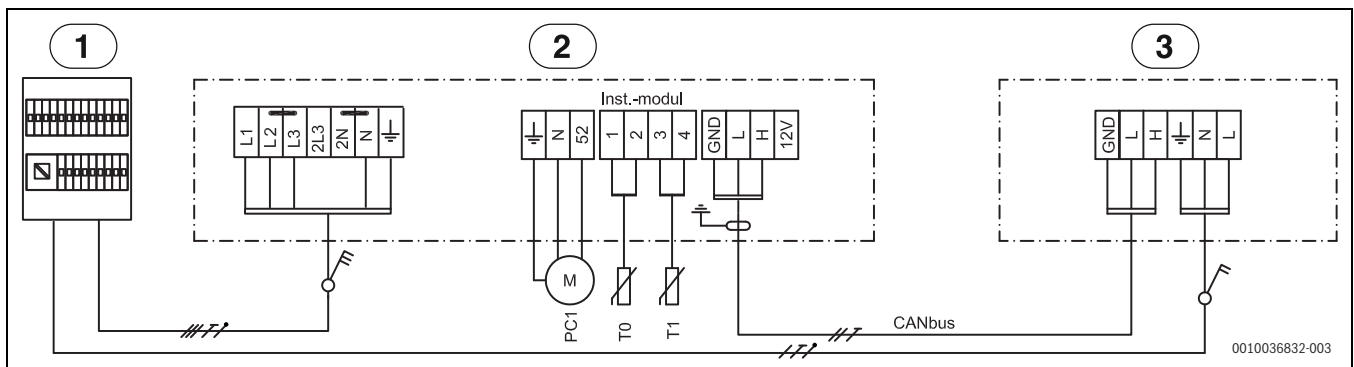 1
2
3
Inst.-modul
L1
L2
L3
2L3
2N
N
N
52
1
2
3
4
GND
L
H
12V
GND
L
H
N
L
M
PC1
T0
T1
CANbus
0010036832-003